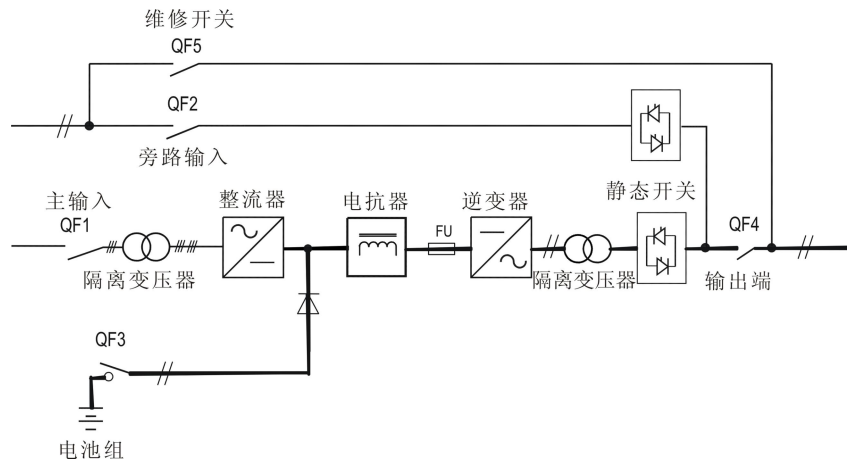 维修开关
QF5
QF2
旁路输入
静态开关
主输入
QF1
整流器
电抗器
FU
逆变器
QF4
隔离变压器
隔离变压器
输出端
QF3
电池组